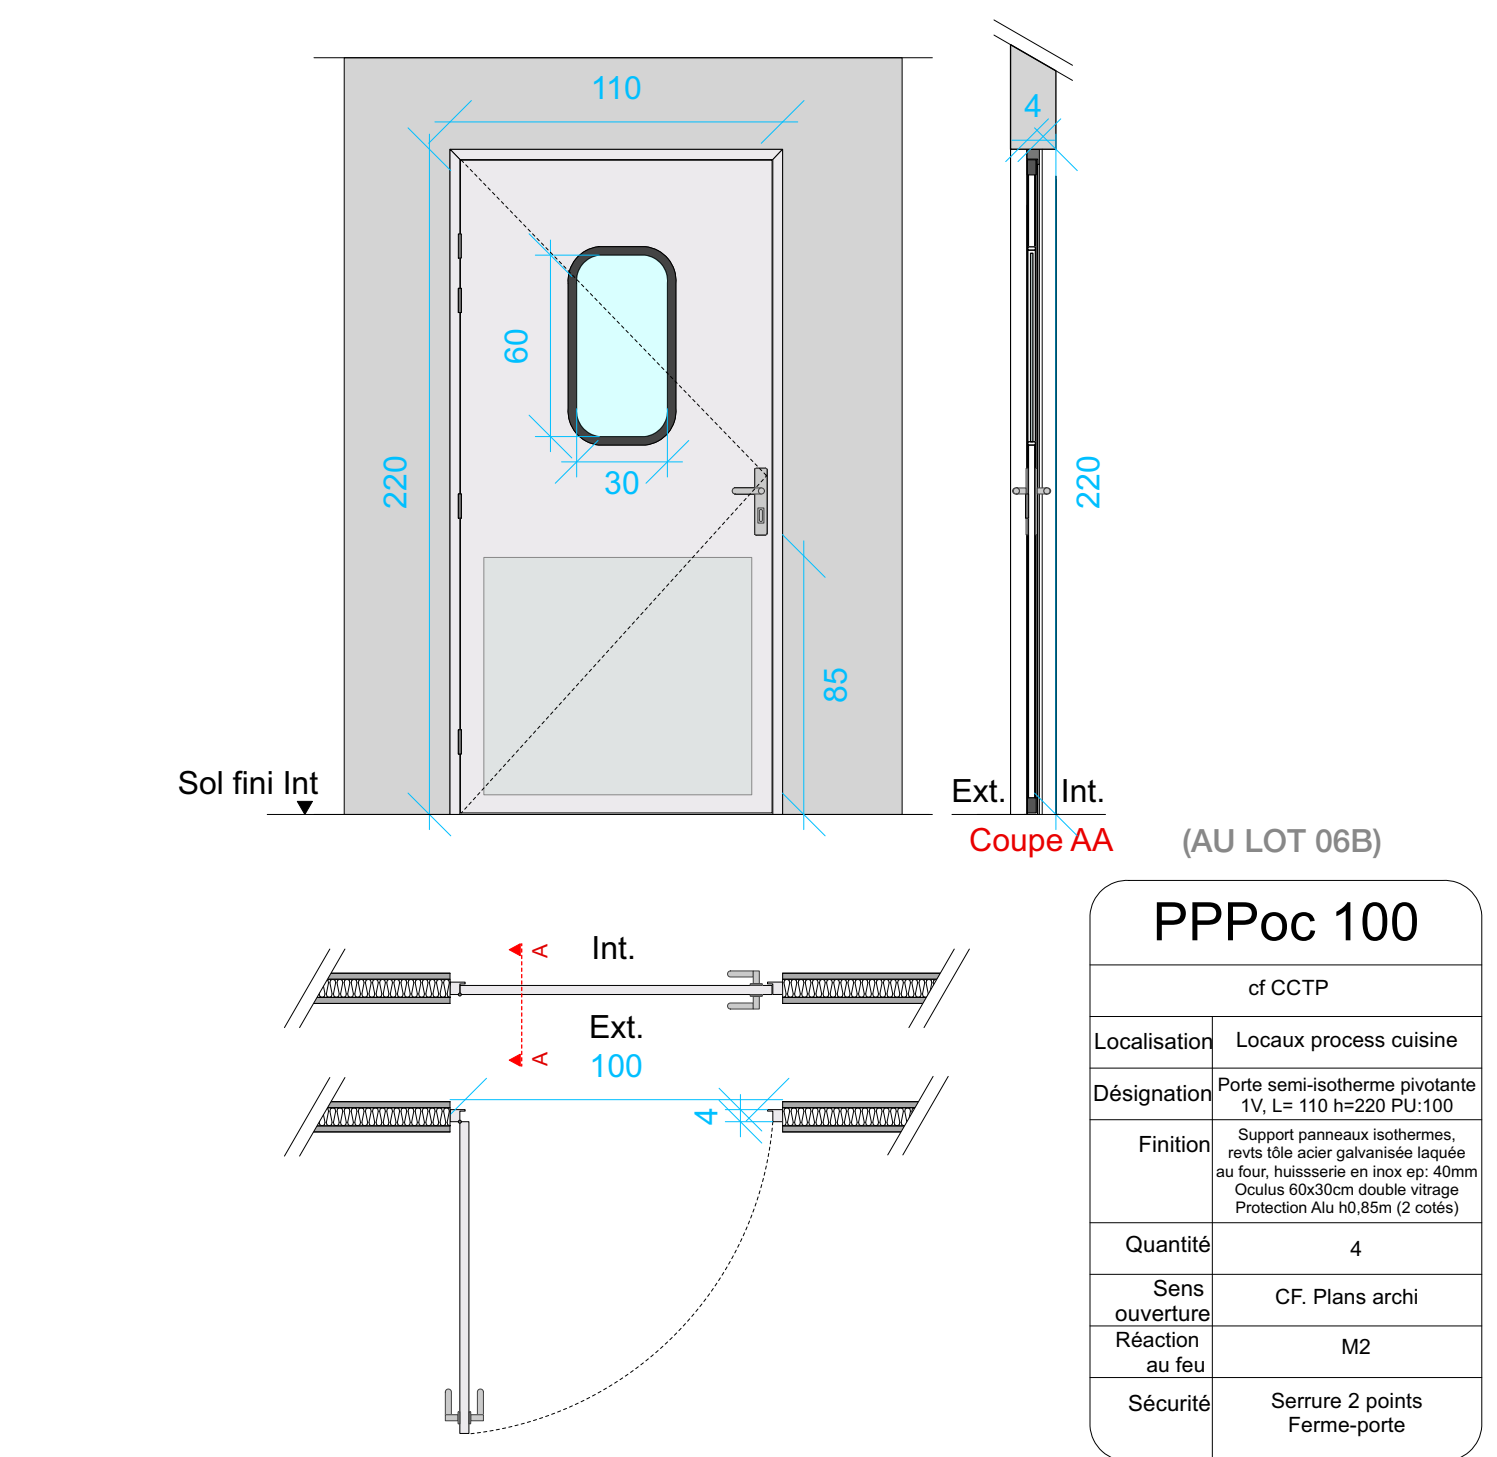 110
4
60
30
220
220
85
Sol fini Int
Ext.
Int.
Coupe AA
(AU LOT 06B)
A
Int.
Ext.
A
100
4
PPPoc 100
cf CCTP
Localisation
Locaux process cuisine
Désignation
Porte semi-isotherme pivotante
1V, L= 110 h=220 PU:100
Finition
Support panneaux isothermes,
revts tôle acier galvanisée laquée
au four, huissserie en inox ep: 40mm
Oculus 60x30cm double vitrage
Protection Alu h0,85m (2 cotés)
Quantité
4
Sens
ouverture
CF. Plans archi
Réaction
au feu
M2
Sécurité
Serrure 2 points
Ferme-porte